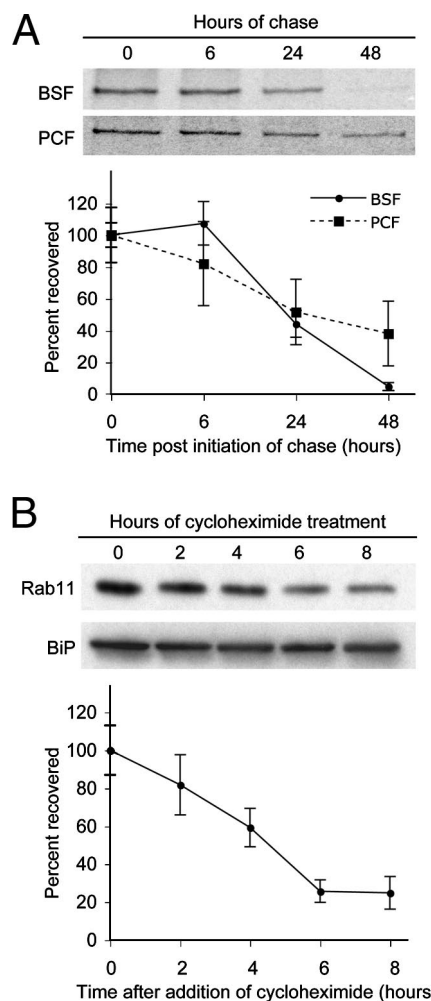 A
Hours of chase
0 6 24 48
BSF
PCF
BSF
PCF
120
100
80
60
40
20
0
Percent recovered
0 6 24 48
Time post initiation of chase (hours)
B
Hours of cycloheximide treatment
0 2 4 6 8
Rab11
BiP
120
100
80
60
40
20
0
Percent recovered
0 2 4 6 8
Time after addition of cycloheximide (hours